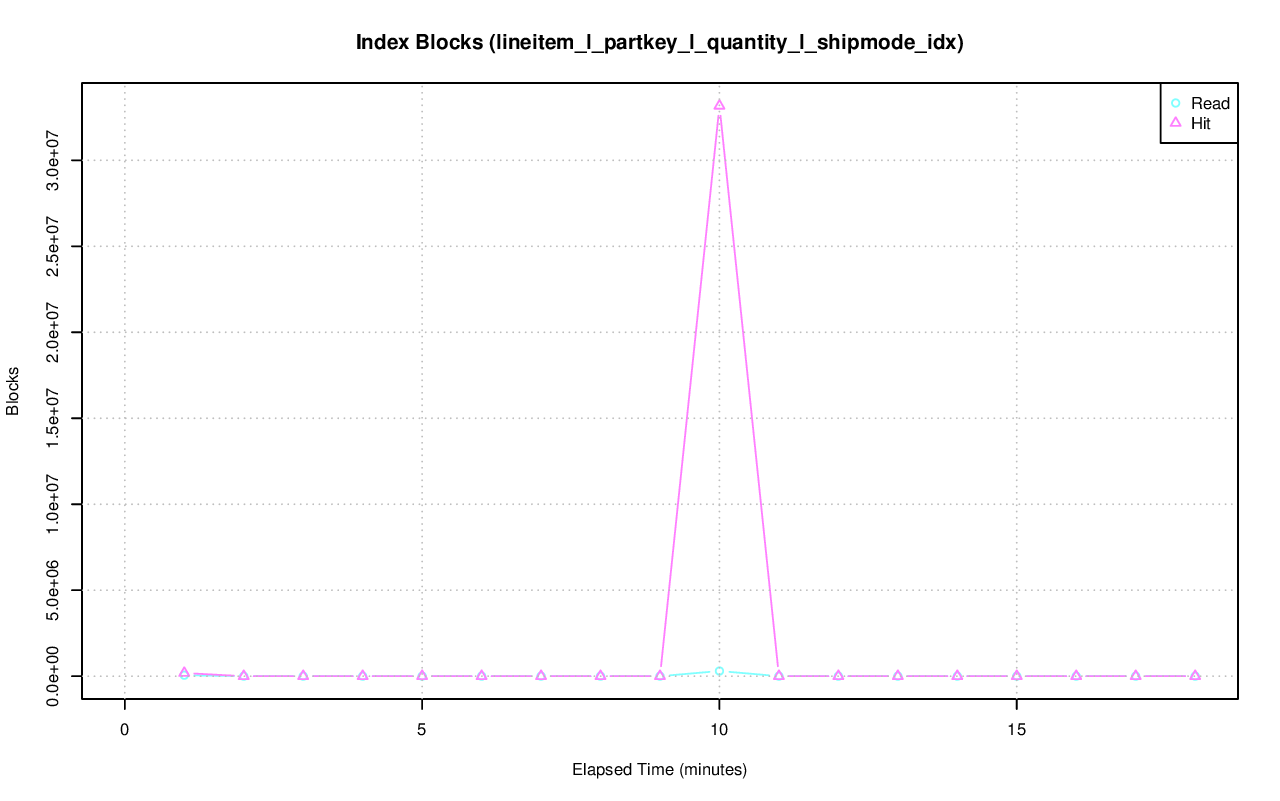 Index Blocks (lineitem_l_partkey_l_quantity_l_shipmode_idx)
Read
Hit
Blocks
3.0e+07
2.5e+07
2.0e+07
1.5e+07
1.0e+07
5.0e+06
0.0e+00
0 5 10 15
Elapsed Time (minutes)